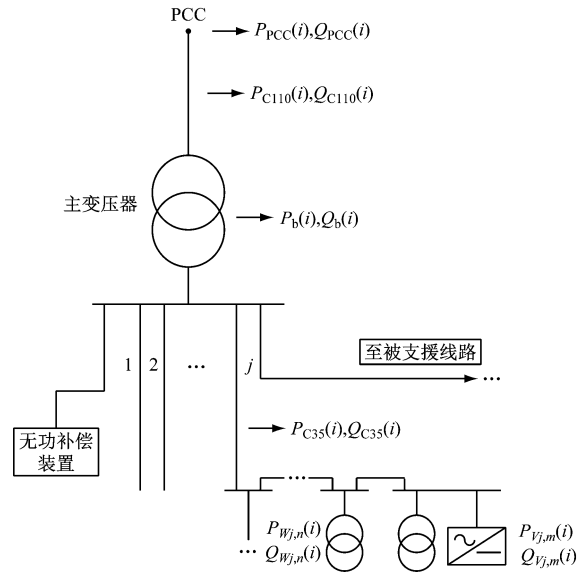 PCC
P_PCC(i),Q_PCC(i)
P_C110(i),Q_C110(i)
主变压器
P_b(i),Q_b(i)
1
2
…
j
至被支援线路
…
无功补偿
装置
P_C35(i),Q_C35(i)
…
…
P_Wj,n(i)
Q_Wj,n(i)
P_Vj,m(i)
Q_Vj,m(i)